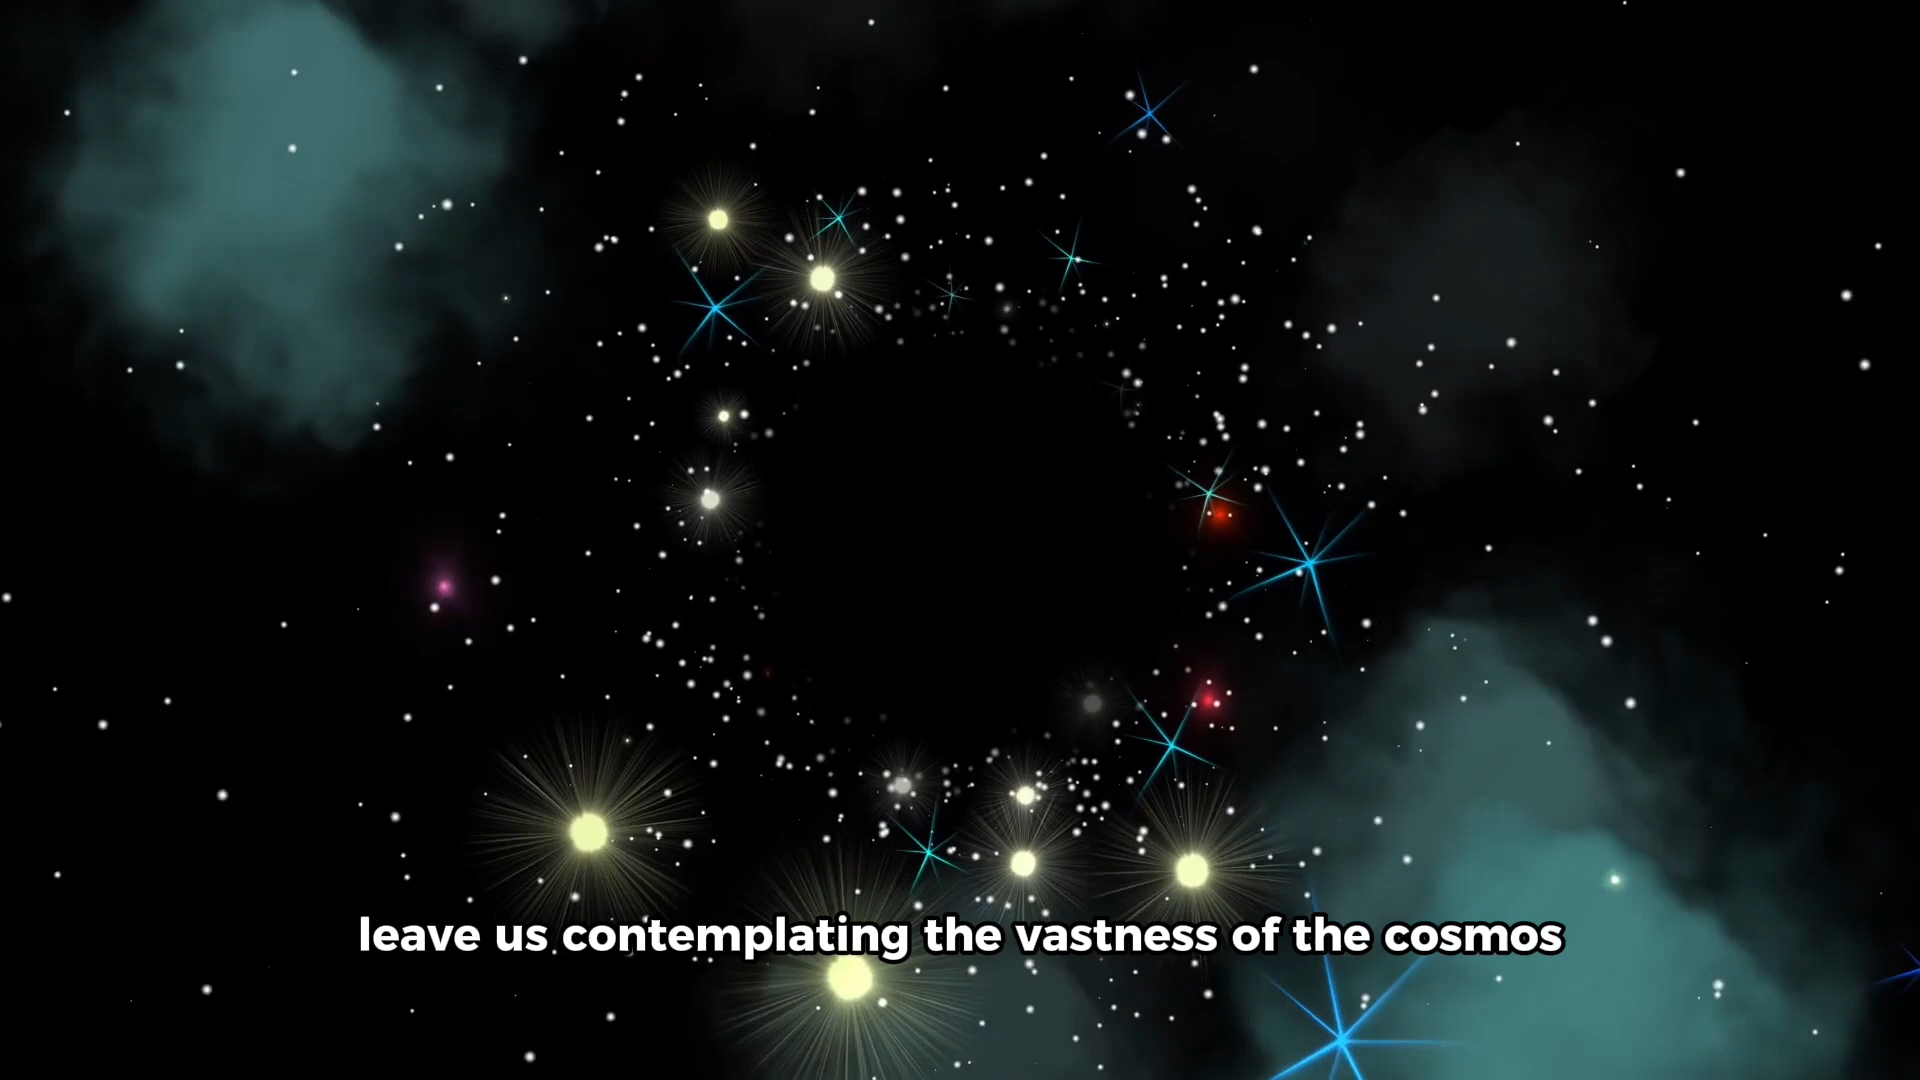 leave us contemplating the vastness of the cosmos